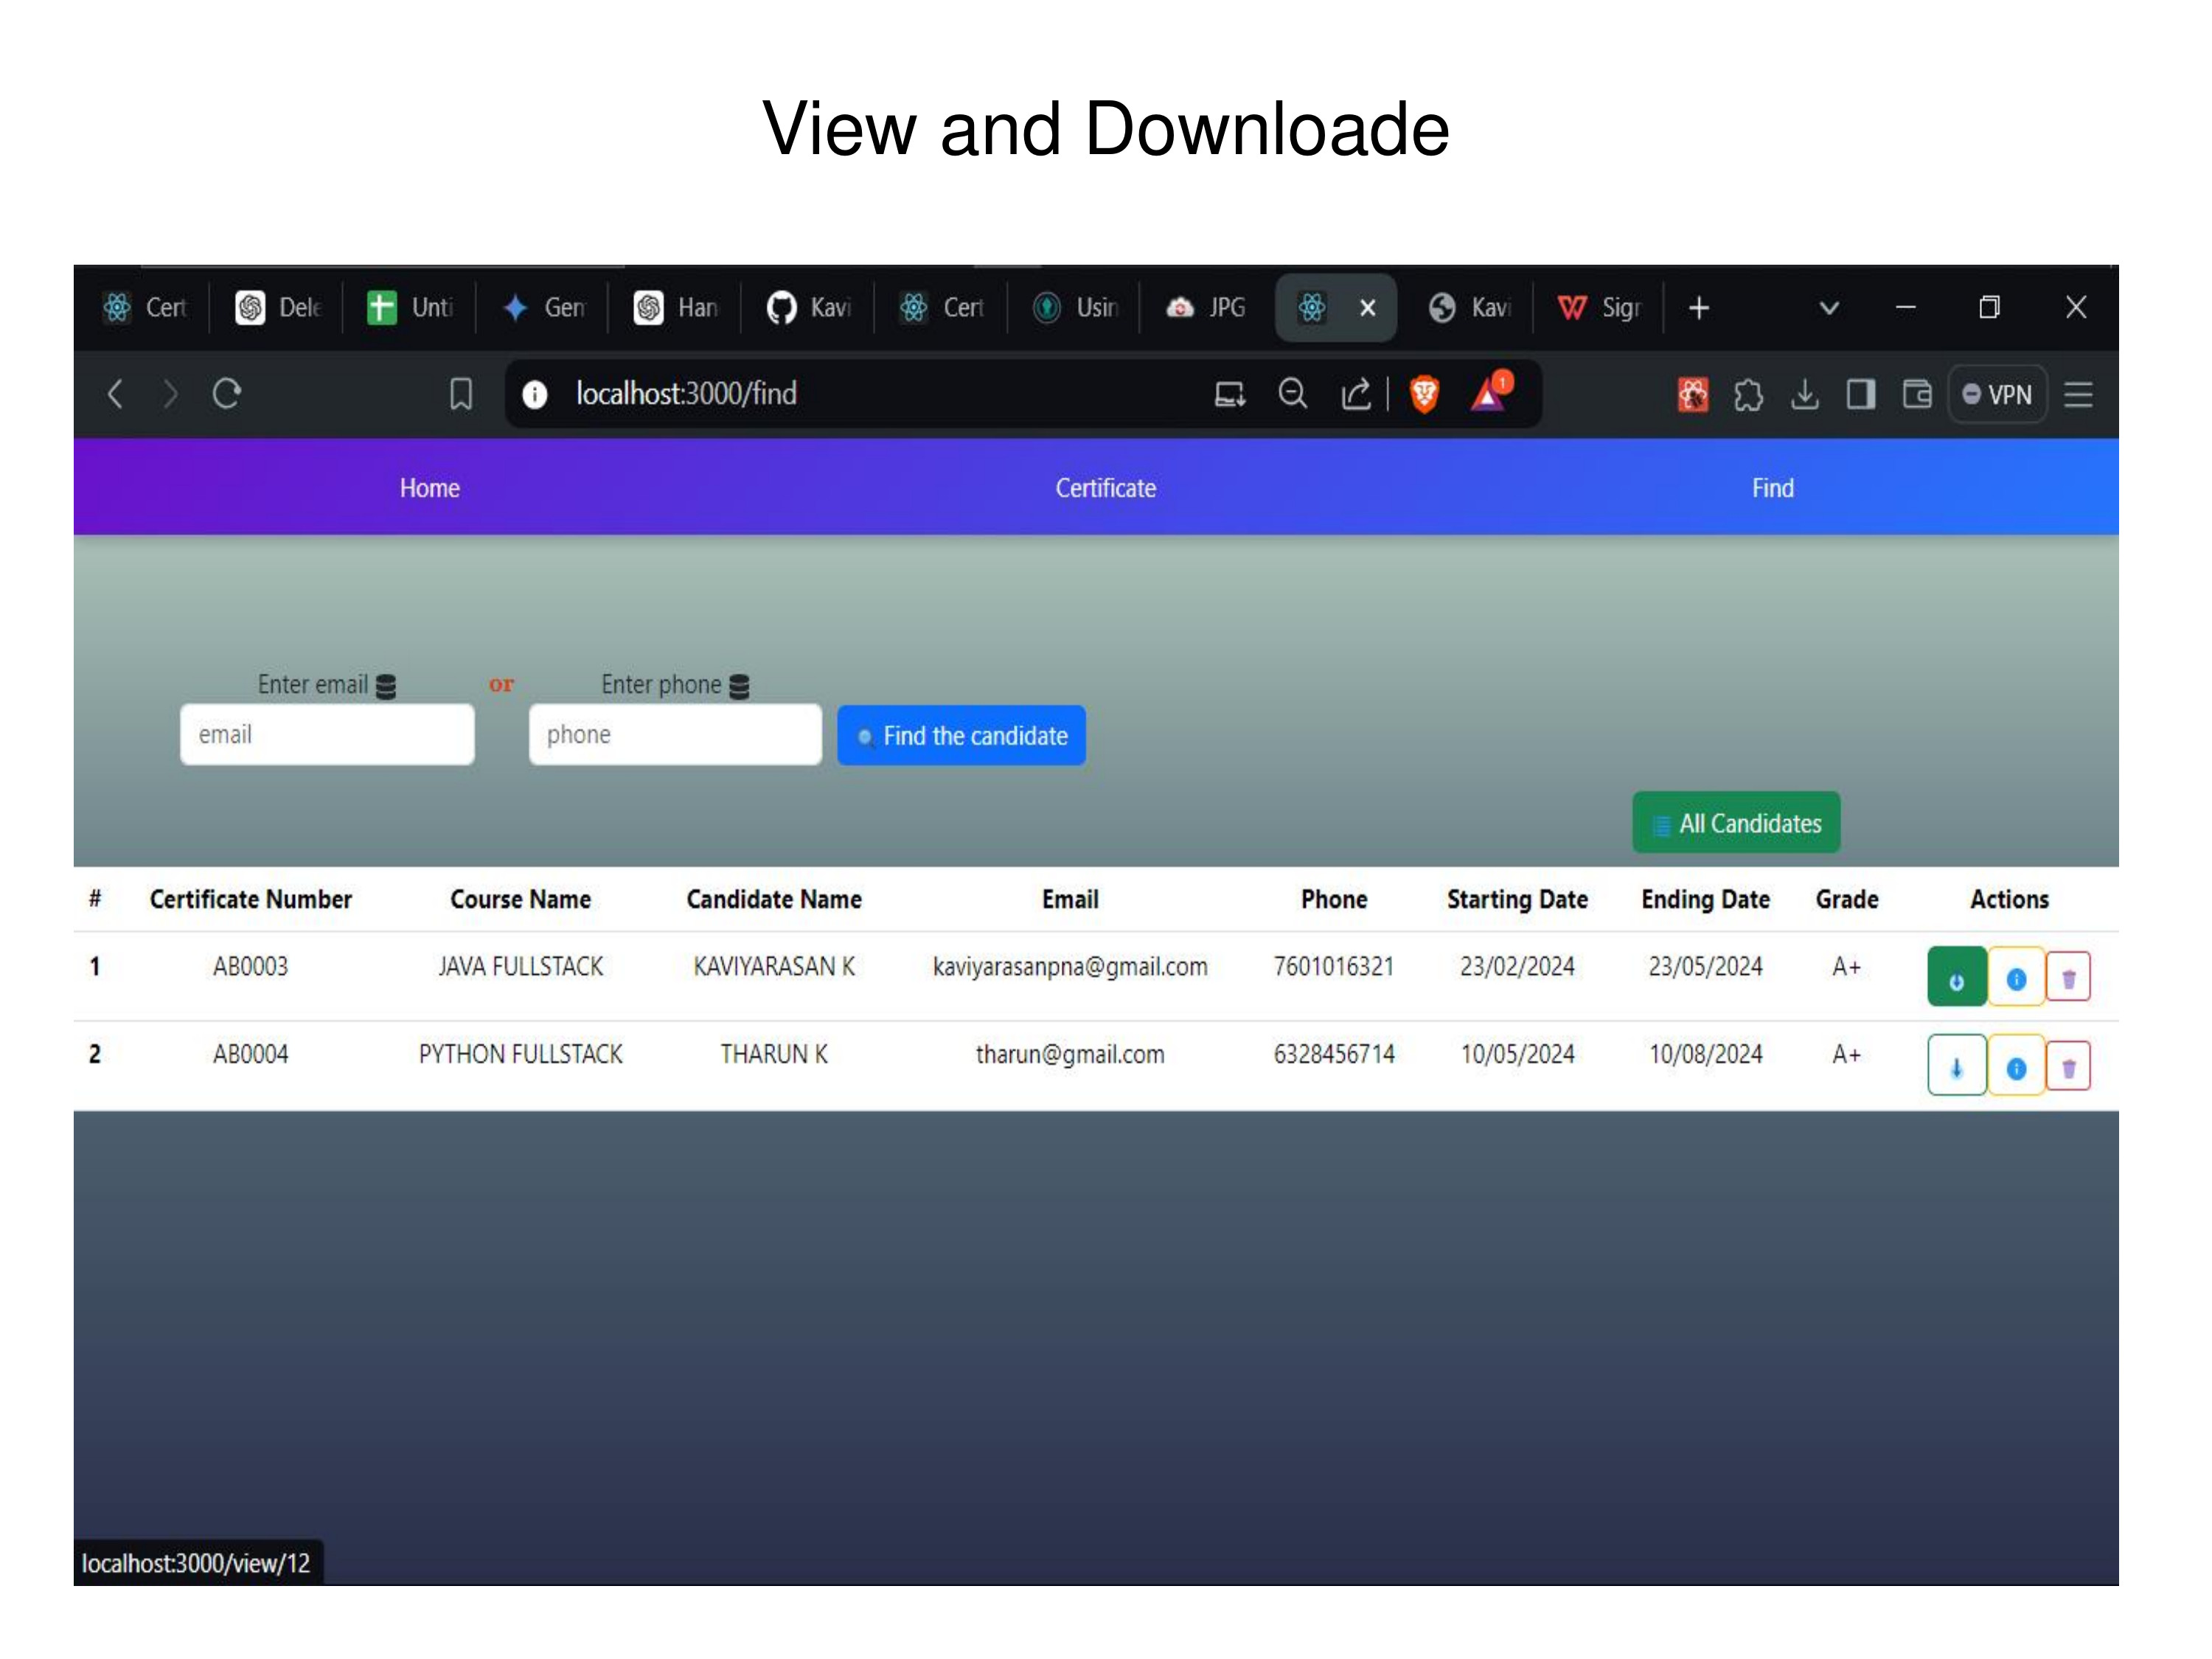 View and Downloade
Cert Dele Unti Gem Han Kavi Cert Usin JPG Kavi Sigr
localhost:3000/find 1 VPN
Home Certificate Find
Enter email or Enter phone
email phone Find the candidate
All Candidates
# Certificate Number Course Name Candidate Name Email Phone Starting Date Ending Date Grade Actions
1 AB0003 JAVA FULLSTACK KAVIYARASAN K kaviyarasanpna@gmail.com 7601016321 23/02/2024 23/05/2024 A+
2 AB0004 PYTHON FULLSTACK THARUN K tharun@gmail.com 6328456714 10/05/2024 10/08/2024 A+
localhost:3000/view/12